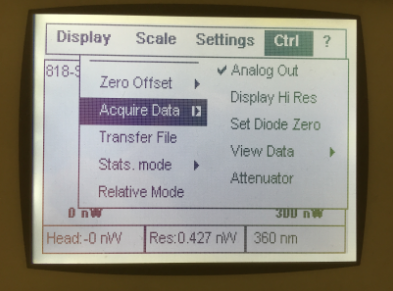 Display Scale Settings Ctrl ?
818-S
Zero Offset
Acquire Data
Transfer File
Stats. mode
Relative Mode
✔ Analog Out
Display Hi Res
Set Diode Zero
View Data
Attenuator
0 nW 300 nW
Head:-0 nW Res:0.427 nW 360 nm